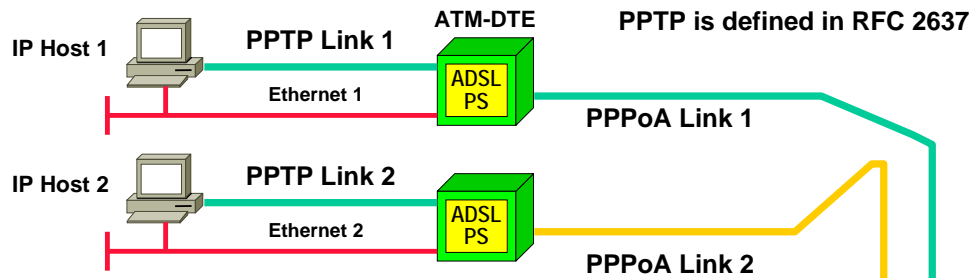 ATM-DTE
PPTP is defined in RFC 2637
IP Host 1
PPTP Link 1
ADSL
PS
Ethernet 1
PPPoA Link 1
IP Host 2
PPTP Link 2
ADSL
PS
Ethernet 2
PPPoA Link 2